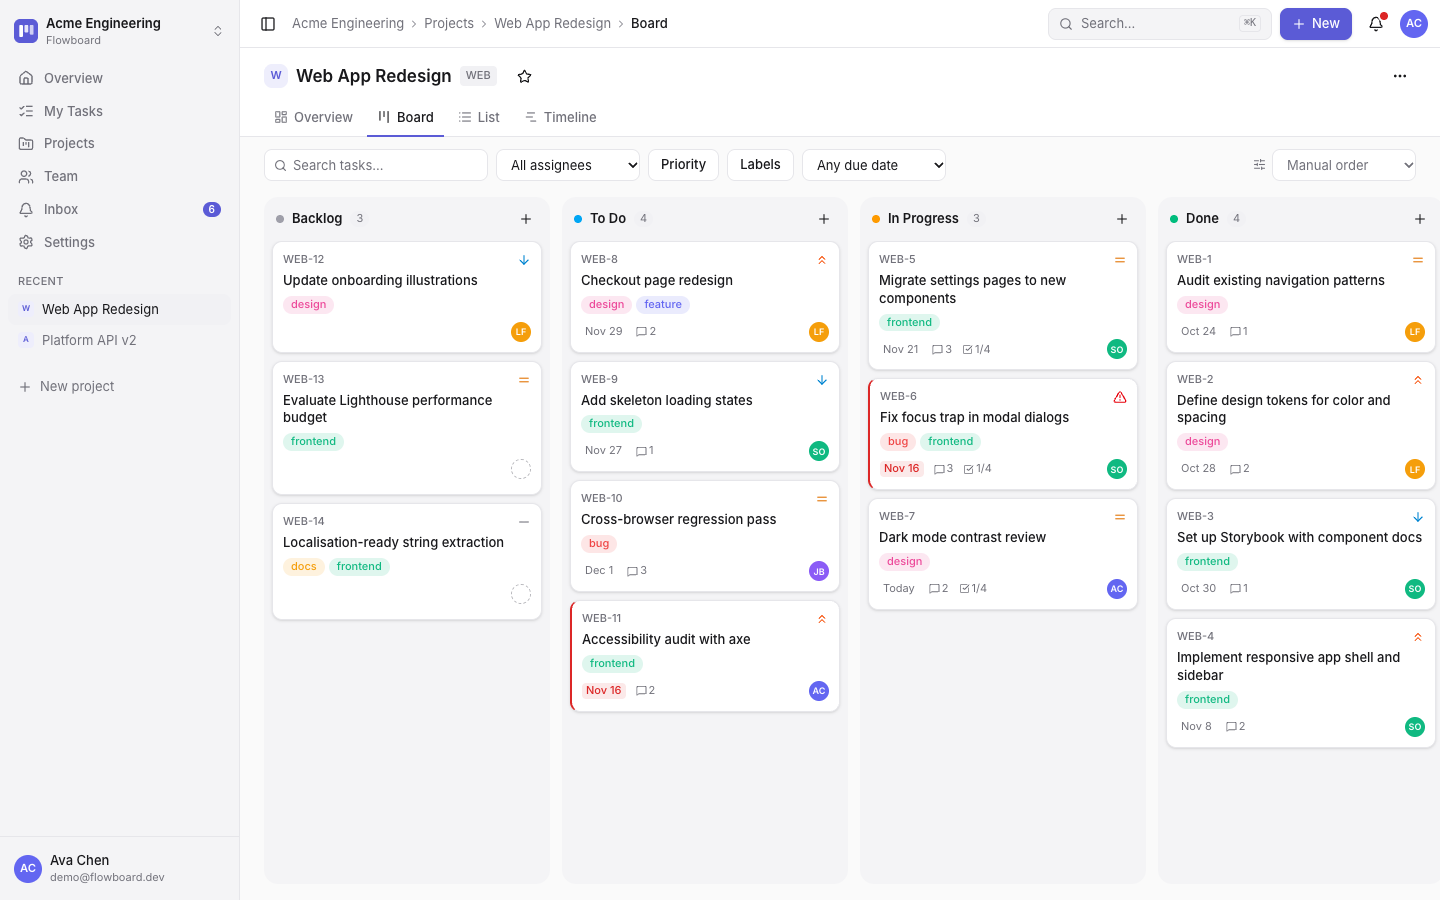 Acme Engineering
Flowboard
Overview
My Tasks
Projects
Team
Inbox 6
Settings
RECENT
W Web App Redesign
A Platform API v2
New project
AC Ava Chen
demo@flowboard.dev
Acme Engineering Projects Web App Redesign Board
Search... ⌘K
New
AC
W Web App Redesign WEB
Overview Board List Timeline
Search tasks... All assignees Priority Labels Any due date Manual order
Backlog 3
WEB-12
Update onboarding illustrations
design
LF
WEB-13
Evaluate Lighthouse performance
budget
frontend
WEB-14
Localisation-ready string extraction
docs frontend
To Do 4
WEB-8
Checkout page redesign
design feature
Nov 29 2 LF
WEB-9
Add skeleton loading states
frontend
Nov 27 1 SO
WEB-10
Cross-browser regression pass
bug
Dec 1 3 JB
WEB-11
Accessibility audit with axe
frontend
Nov 16 2 AC
In Progress 3
WEB-5
Migrate settings pages to new
components
frontend
Nov 21 3 1/4 SO
WEB-6
Fix focus trap in modal dialogs
bug frontend
Nov 16 3 1/4 SO
WEB-7
Dark mode contrast review
design
Today 2 1/4 AC
Done 4
WEB-1
Audit existing navigation patterns
design
Oct 24 1 LF
WEB-2
Define design tokens for color and
spacing
design
Oct 28 2 LF
WEB-3
Set up Storybook with component docs
frontend
Oct 30 1 SO
WEB-4
Implement responsive app shell and
sidebar
frontend
Nov 8 2 SO